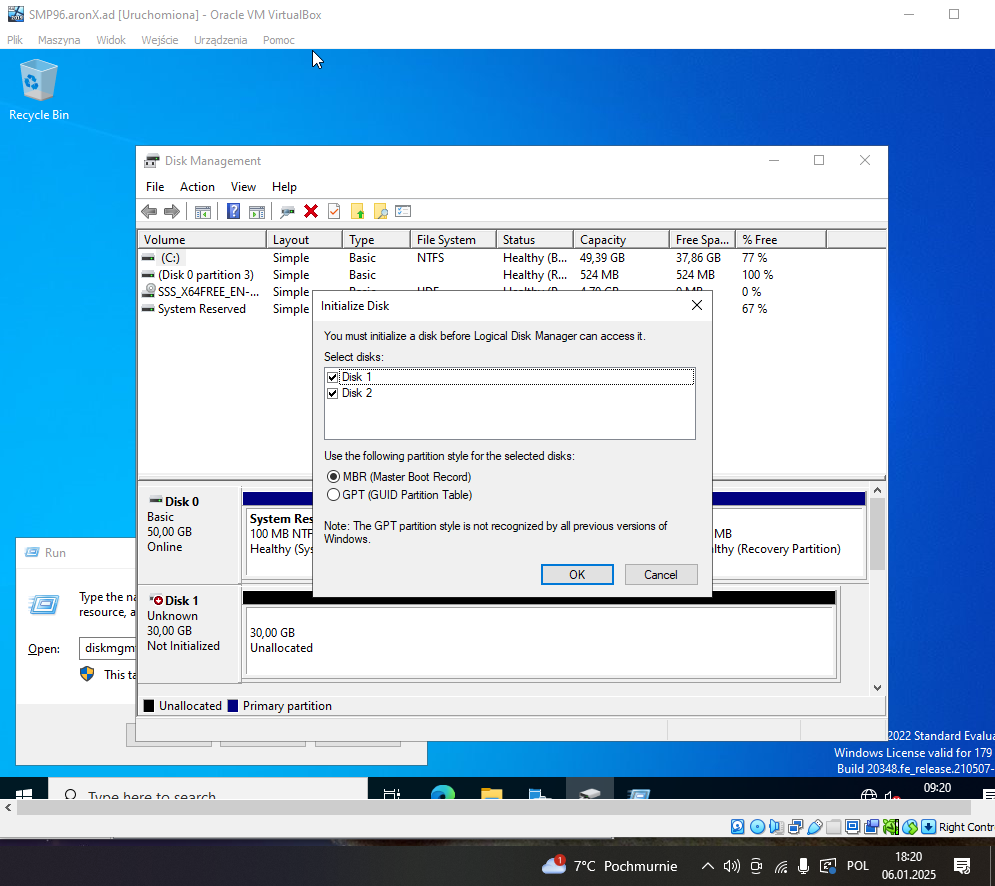 SMP96.aronX.ad [Uruchomiona] - Oracle VM VirtualBox
Plik Maszyna Widok Wejście Urządzenia Pomoc
Recycle Bin
Disk Management
File Action View Help
Volume Layout Type File System Status Capacity Free Spa... % Free
(C:) Simple Basic NTFS Healthy (B... 49,39 GB 37,86 GB 77 %
(Disk 0 partition 3) Simple Basic Healthy (R... 524 MB 524 MB 100 %
SSS_X64FREE_EN-... Simple 0 %
System Reserved Simple 67 %
Initialize Disk
You must initialize a disk before Logical Disk Manager can access it.
Select disks:
Disk 1
Disk 2
Use the following partition style for the selected disks:
MBR (Master Boot Record)
GPT (GUID Partition Table)
Note: The GPT partition style is not recognized by all previous versions of
Windows.
OK Cancel
Disk 0
Basic
50,00 GB
Online
System Res
100 MB NTF
Healthy (Sys
MB
lthy (Recovery Partition)
Disk 1
Unknown
30,00 GB
Not Initialized
30,00 GB
Unallocated
Unallocated Primary partition
Run
Type the na
resource, a
Open: diskmgm
This ta
2022 Standard Evalua
Windows License valid for 179
Build 20348.fe_release.210507-
Type here to search
09:20
Right Contr
1
7°C Pochmurnie
POL
18:20
06.01.2025